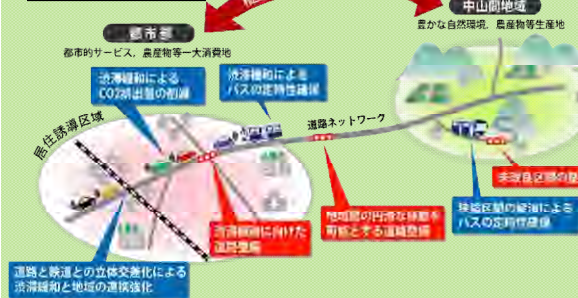 中山間地域
豊かな自然環境，農産物等生産地
都市部
都市的サービス，農産物等一大消費地
渋滞緩和による
CO2排出量の削減
渋滞緩和による
バスの定時性確保
居住誘導区域
道路ネットワーク
渋滞緩和に向けた
道路整備
地域間の円滑な移動を
可能とする道路整備
未改良区間の
狭隘区間の解消による
バスの定時性確保
道路と鉄道との立体交差化による
渋滞緩和と地域の連携強化